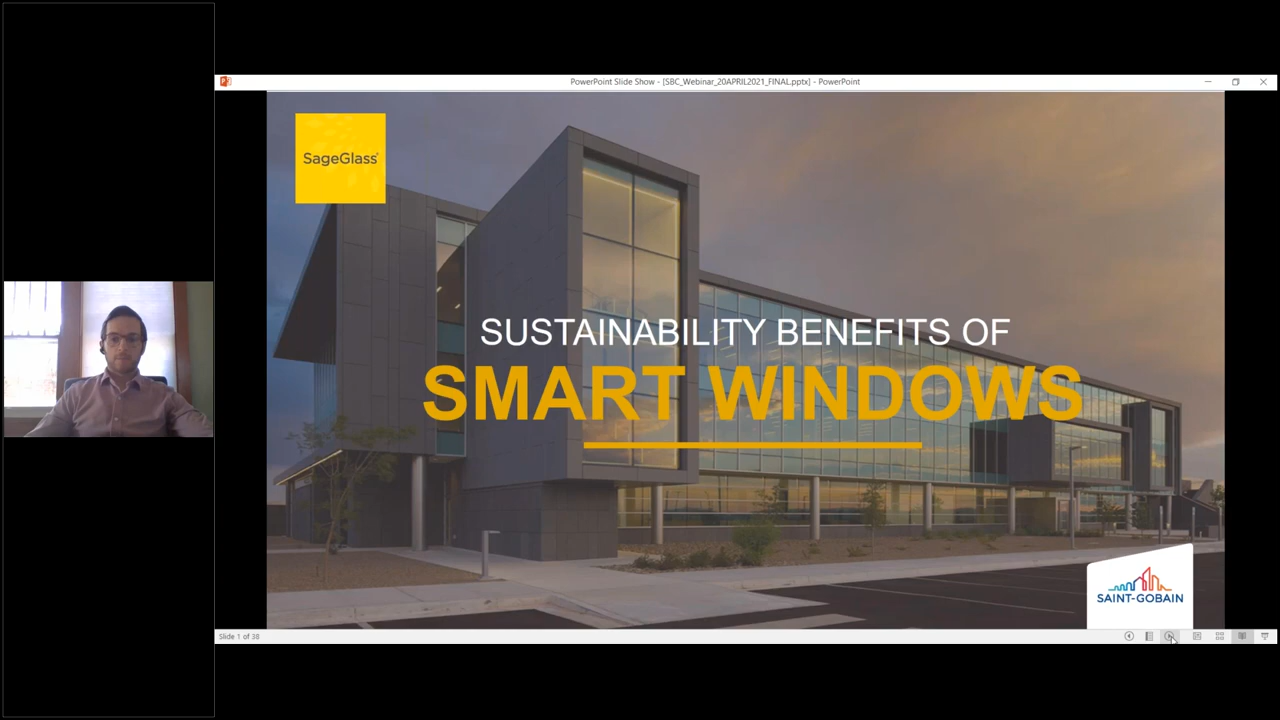 PowerPoint Slide Show - [SBC_Webinar_20APRIL2021_FINAL.pptx] - PowerPoint
SageGlass®
SUSTAINABILITY BENEFITS OF
SMART WINDOWS
SAINT-GOBAIN
Slide 1 of 38